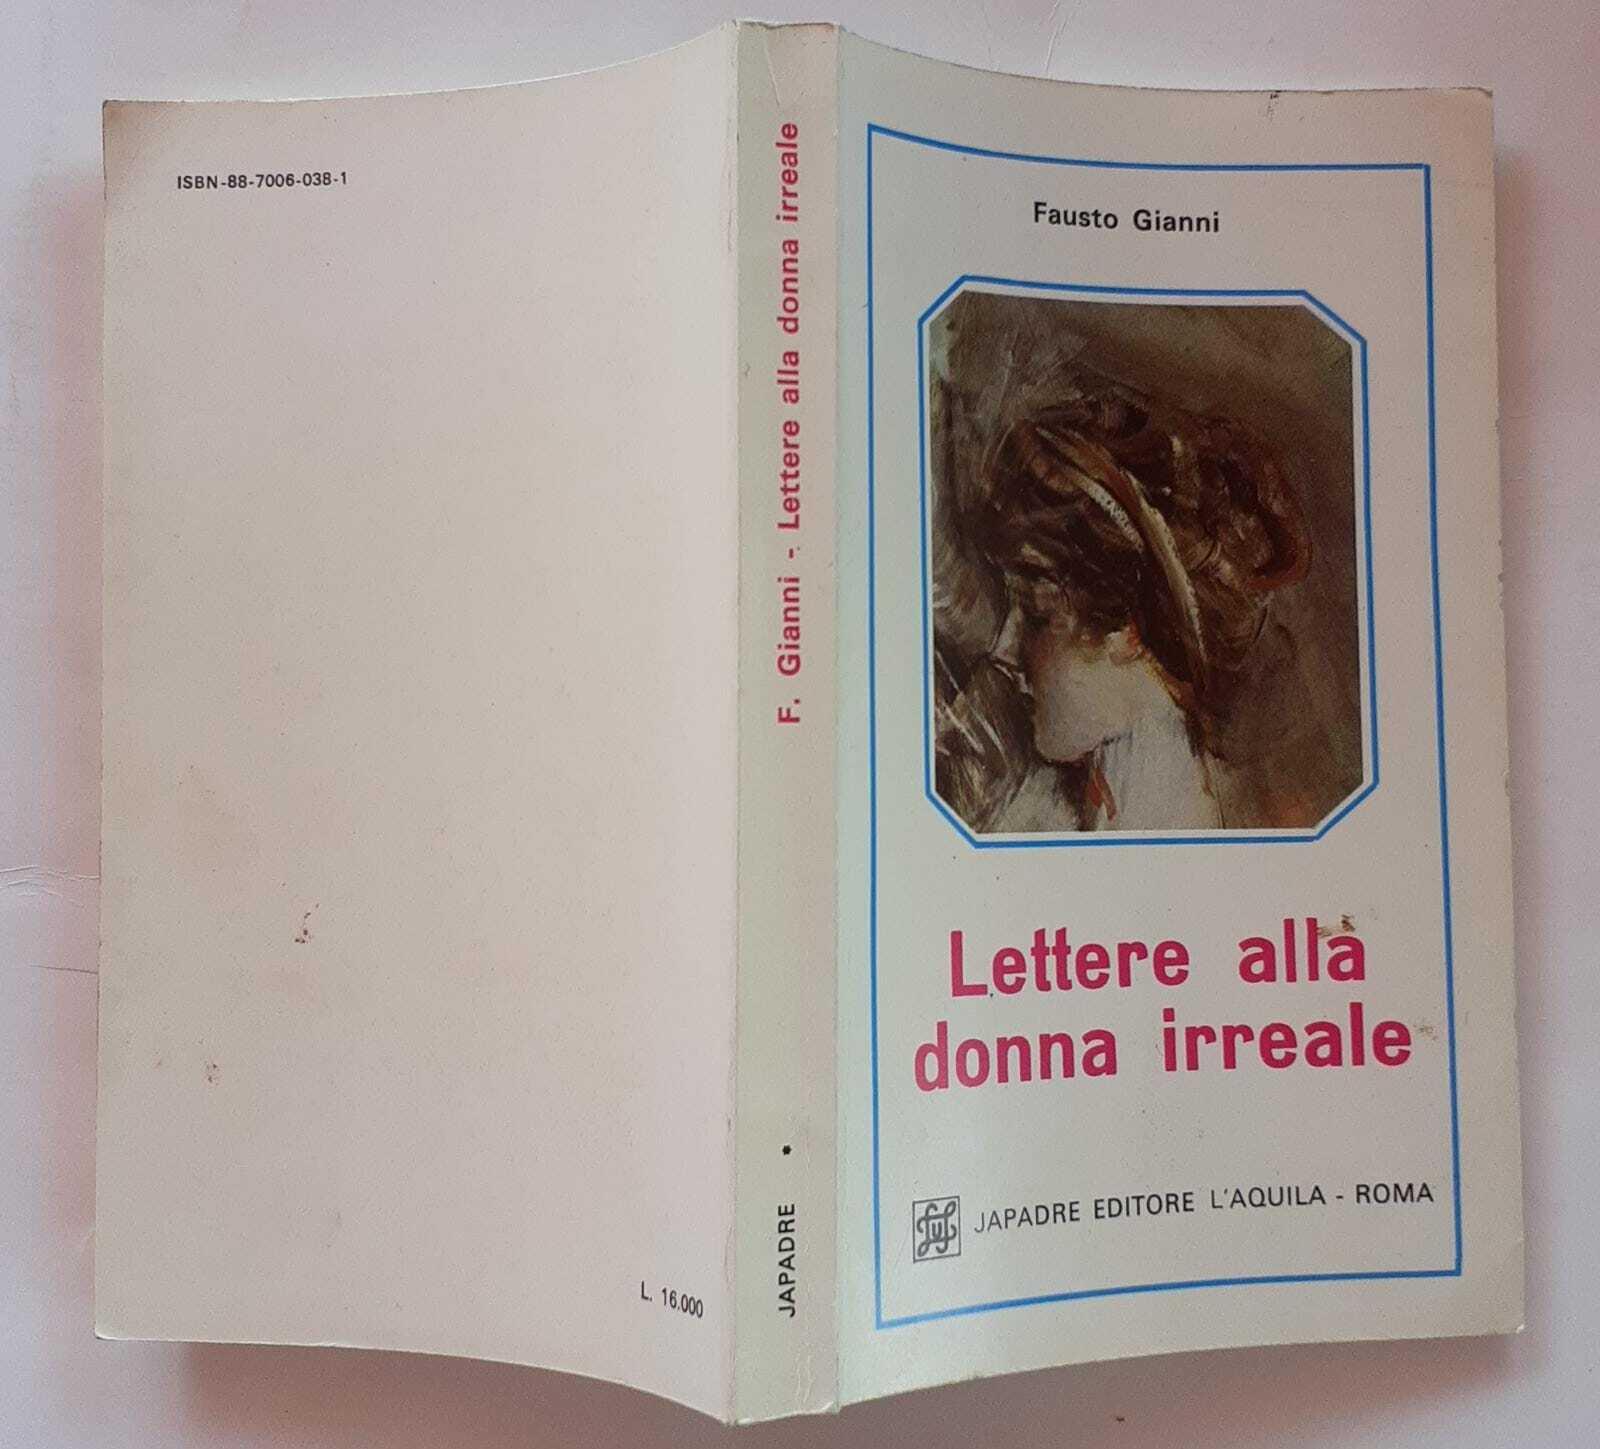 ISBN-88-7006-038-1
L. 16.000
F. Gianni - Lettere alla donna irreale
JAPADRE *
Fausto Gianni
Lettere alla
donna irreale
JAPADRE EDITORE L'AQUILA - ROMA